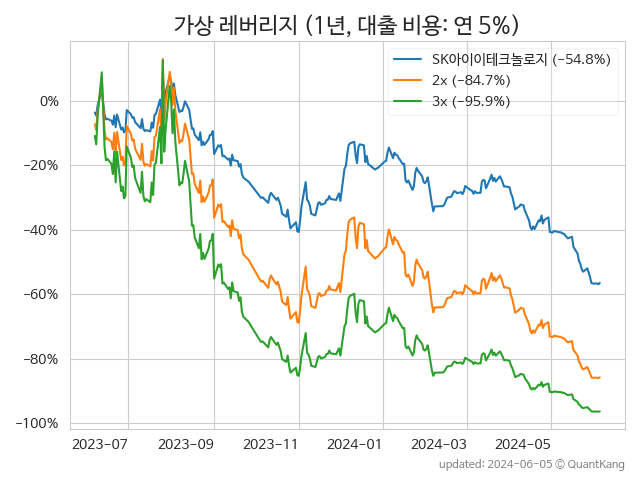 가상 레버리지 (1년, 대출 비용: 연 5%)
SK아이이테크놀로지 (−54.8%)
2x (−84.7%)
3x (−95.9%)
0%
−20%
−40%
−60%
−80%
−100%
2023-07 2023-09 2023-11 2024-01 2024-03 2024-05
updated: 2024-06-05 © QuantKang